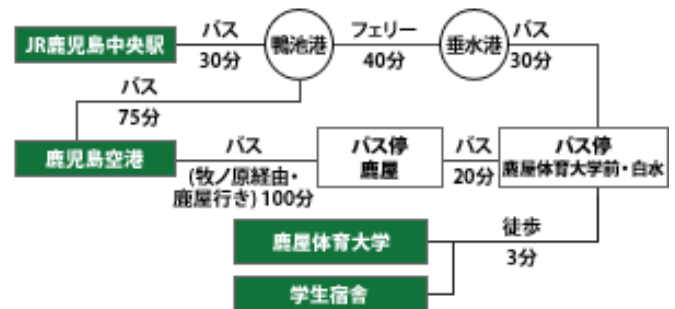 バス
フェリー
バス
JR鹿児島中央駅
鴨池港
垂水港
30分
40分
30分
バス
75分
鹿児島空港
バス
(牧ノ原経由・
鹿屋行き)100分
バス停
鹿屋
バス
20分
バス停
鹿屋体育大学前・白水
鹿屋体育大学
徒歩
3分
学生宿舎